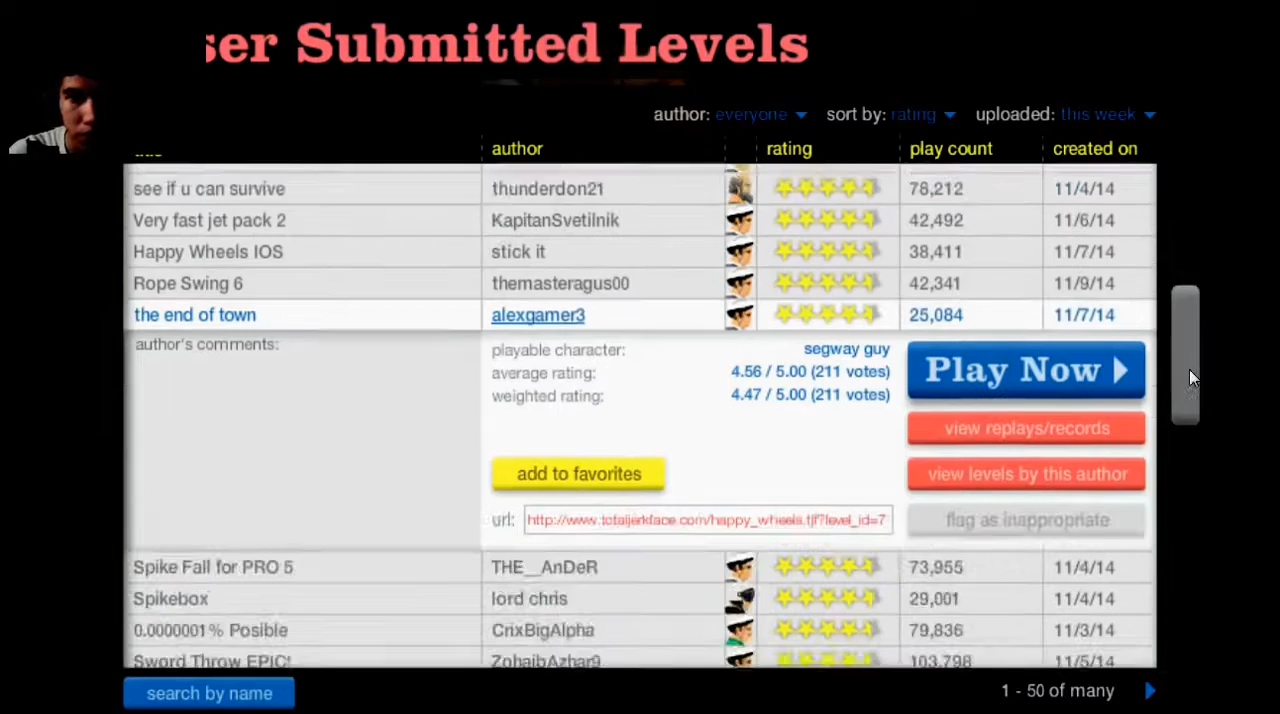 ser Submitted Levels
author: everyone sort by: rating uploaded: this week
author rating play count created on
see if u can survive thunderdon21 78,212 11/4/14
Very fast jet pack 2 KapitanSvetilnik 42,492 11/6/14
Happy Wheels IOS stick it 38,411 11/7/14
Rope Swing 6 themasteragus00 42,341 11/9/14
the end of town alexgamer3 25,084 11/7/14
author's comments:
playable character: segway guy
average rating: 4.56 / 5.00 (211 votes)
weighted rating: 4.47 / 5.00 (211 votes)
Play Now
view replays/records
add to favorites
view levels by this author
url: http://www.totaljerkface.com/happy_wheels.tjf?level_id=7
flag as inappropriate
Spike Fall for PRO 5 THE__AnDeR 73,955 11/4/14
Spikebox lord chris 29,001 11/4/14
0.0000001% Posible CrixBigAlpha 79,836 11/3/14
Sword Throw EPIC! ZohaibAzhar9 103,798 11/5/14
search by name
1 - 50 of many